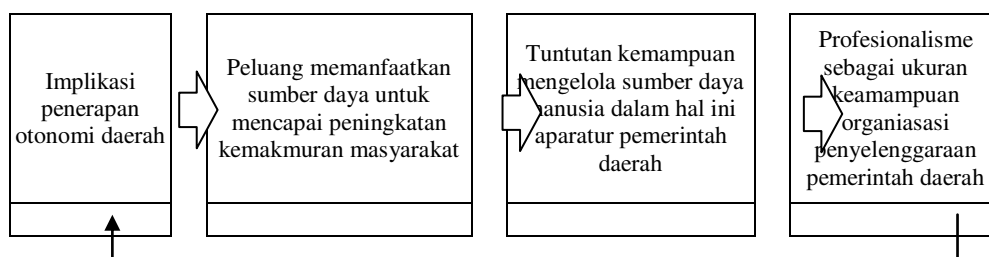 Implikasi
penerapan
otonomi daerah
Peluang memanfaatkan
sumber daya untuk
mencapai peningkatan
kemakmuran masyarakat
Tuntutan kemampuan
mengelola sumber daya
manusia dalam hal ini
aparatur pemerintah
daerah
Profesionalisme
sebagai ukuran
keamampuan
organiasasi
penyelenggaraan
pemerintah daerah